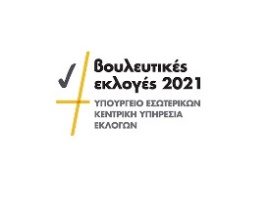 βουλευτικές
εκλογές 2021
ΥΠΟΥΡΓΕΙΟ ΕΣΩΤΕΡΙΚΩΝ
ΚΕΝΤΡΙΚΗ ΥΠΗΡΕΣΙΑ
ΕΚΛΟΓΩΝ